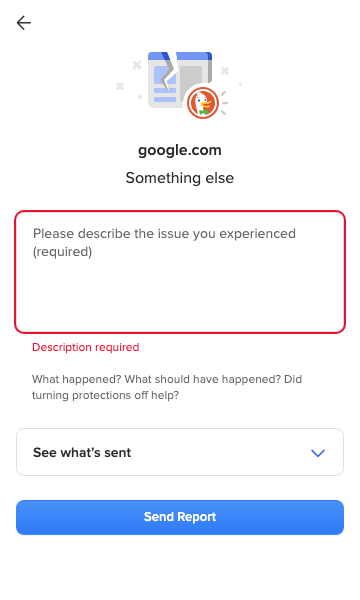 google.com
Something else
Please describe the issue you experienced
(required)
Description required
What happened? What should have happened? Did
turning protections off help?
See what's sent
Send Report